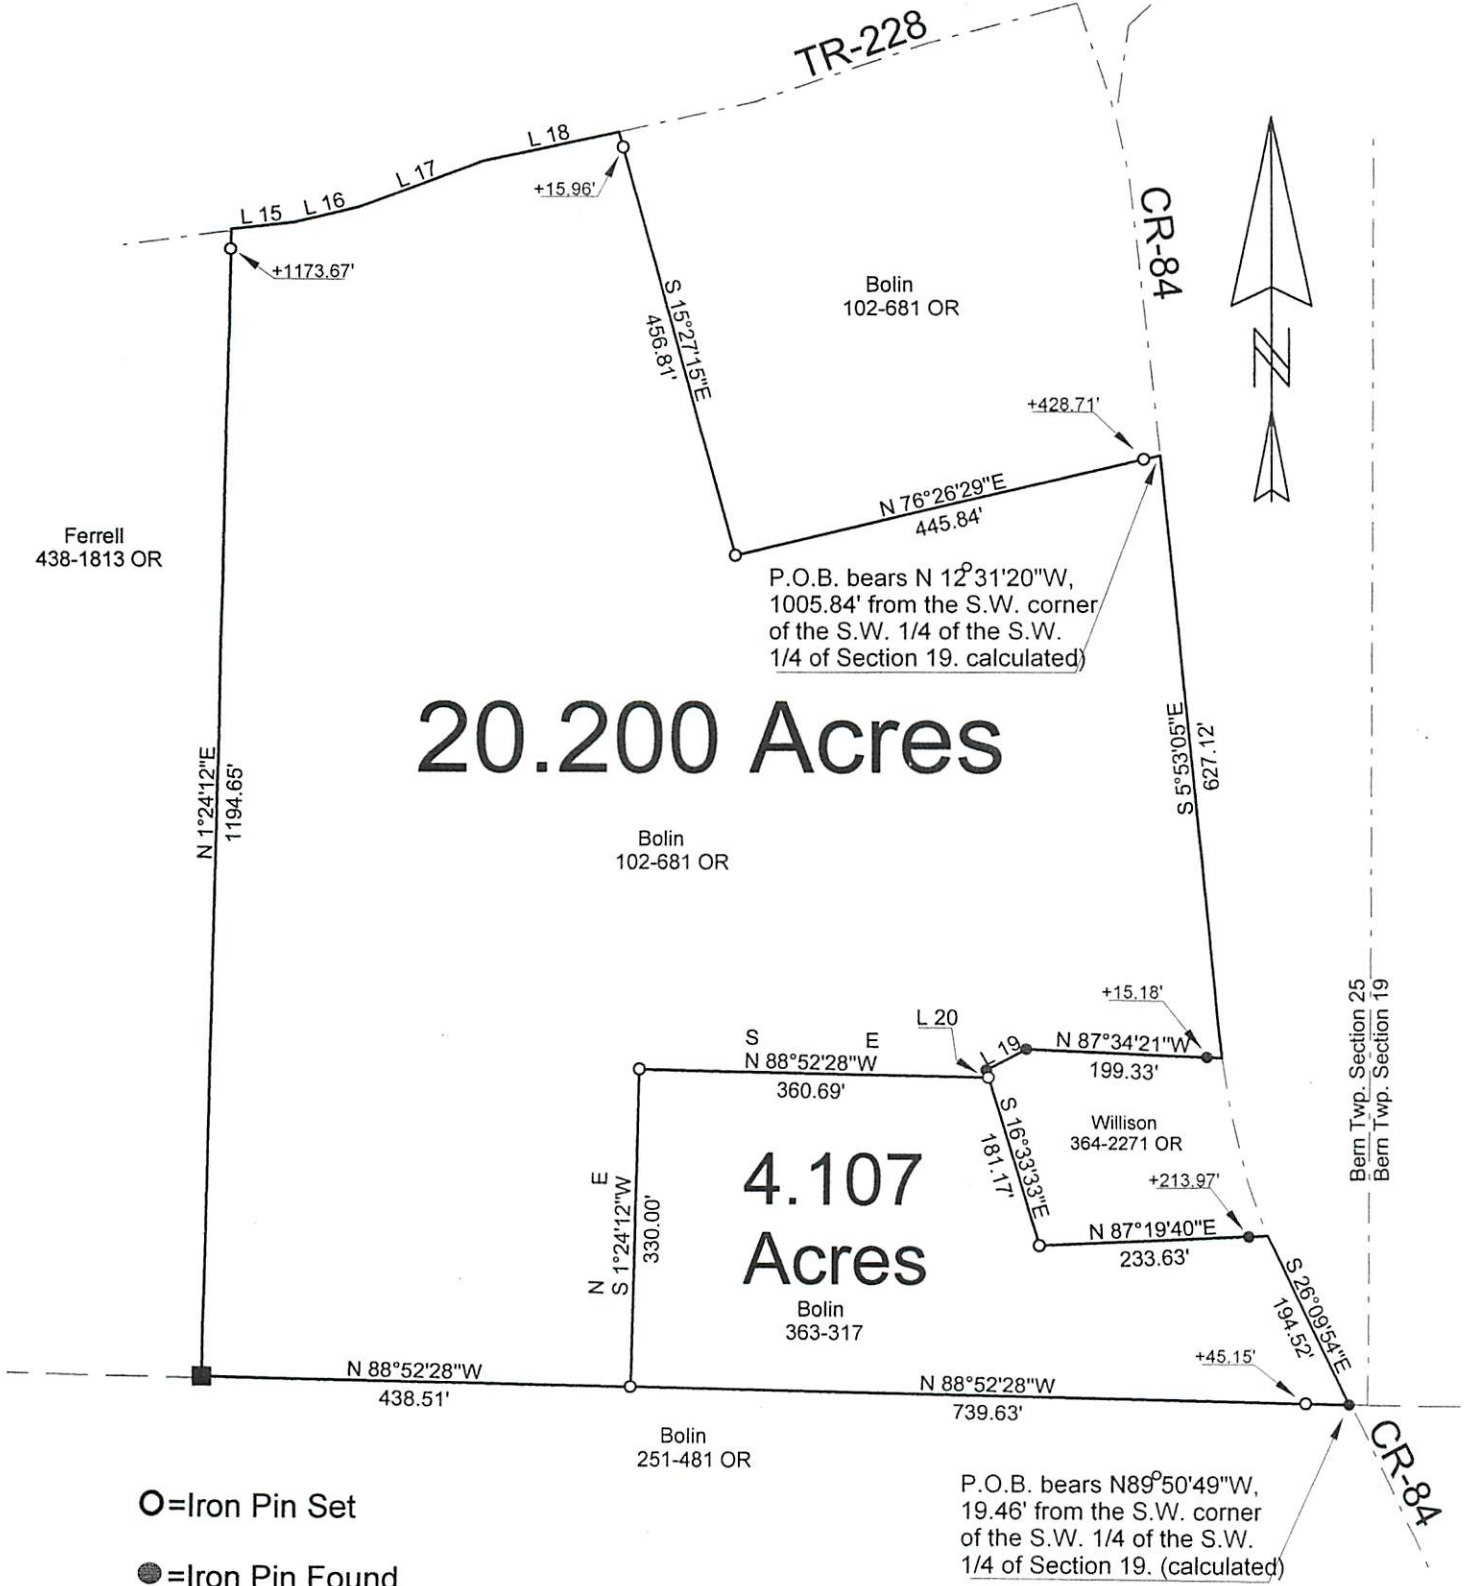 TR-228
L 18
L 17
L 16
L 15
+15.96'
+1173.67'
CR-84
Bolin
102-681 OR
S 15°27'15"E
456.81'
+428.71'
N
N 76°26'29"E
445.84'
Ferrell
438-1813 OR
P.O.B. bears N 12°31'20"W,
1005.84' from the S.W. corner
of the S.W. 1/4 of the S.W.
1/4 of Section 19. calculated)
20.200 Acres
N 1°24'12"E
1194.65'
S 5°53'05"E
627.12'
Bolin
102-681 OR
+15.18'
L 20
L 19
N 87°34'21"W
199.33'
S E
N 88°52'28"W
360.69'
Bern Twp. Section 25
Bern Twp. Section 19
Willison
364-2271 OR
S 16°33'33"E
181.17'
4.107
Acres
+213.97'
N E
S 1°24'12"W
330.00'
N 87°19'40"E
233.63'
Bolin
363-317
S 26°09'54"E
194.52'
+45.15'
N 88°52'28"W
438.51'
N 88°52'28"W
739.63'
Bolin
251-481 OR
CR-84
P.O.B. bears N89°50'49"W,
19.46' from the S.W. corner
of the S.W. 1/4 of the S.W.
1/4 of Section 19. (calculated)
=Iron Pin Set
=Iron Pin Found